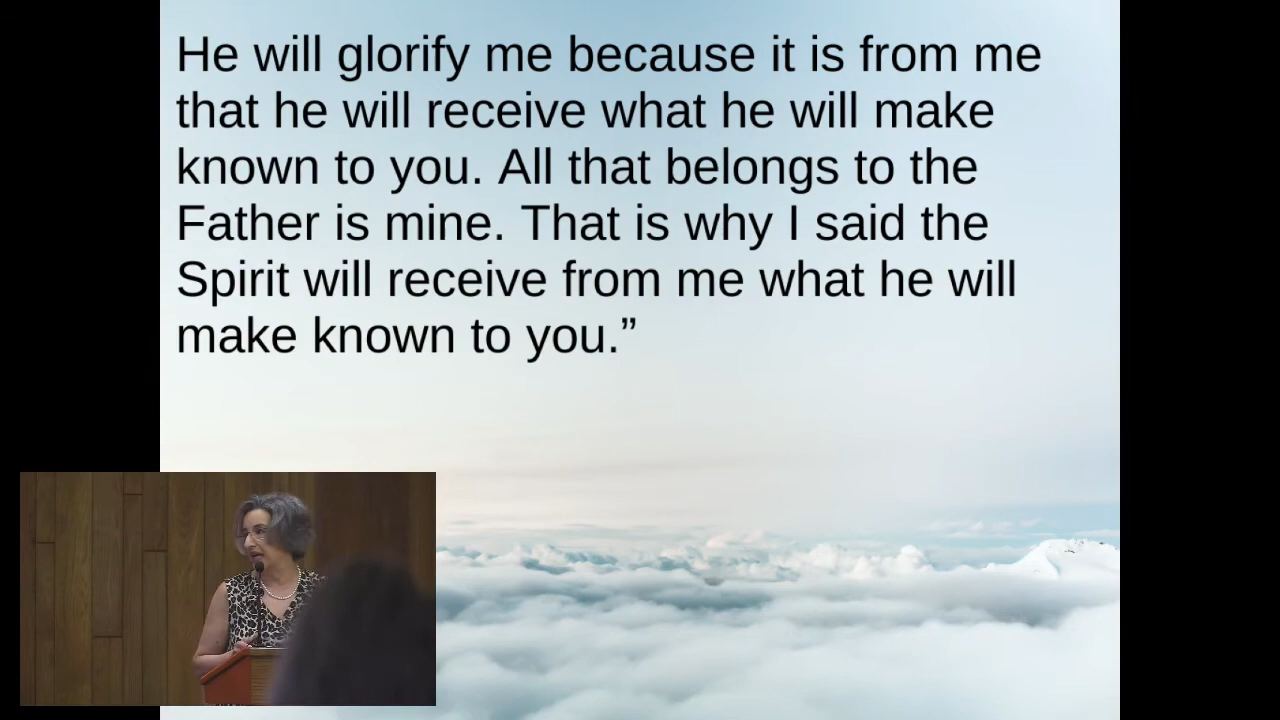 He will glorify me because it is from me
that he will receive what he will make
known to you. All that belongs to the
Father is mine. That is why I said the
Spirit will receive from me what he will
make known to you.”